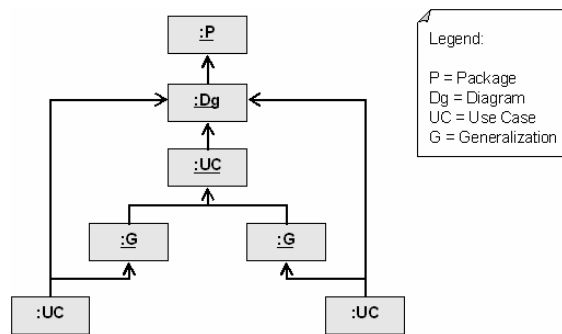 :P
:Dg
:UC
:G
:G
:UC
:UC
Legend:
P = Package
Dg = Diagram
UC = Use Case
G = Generalization